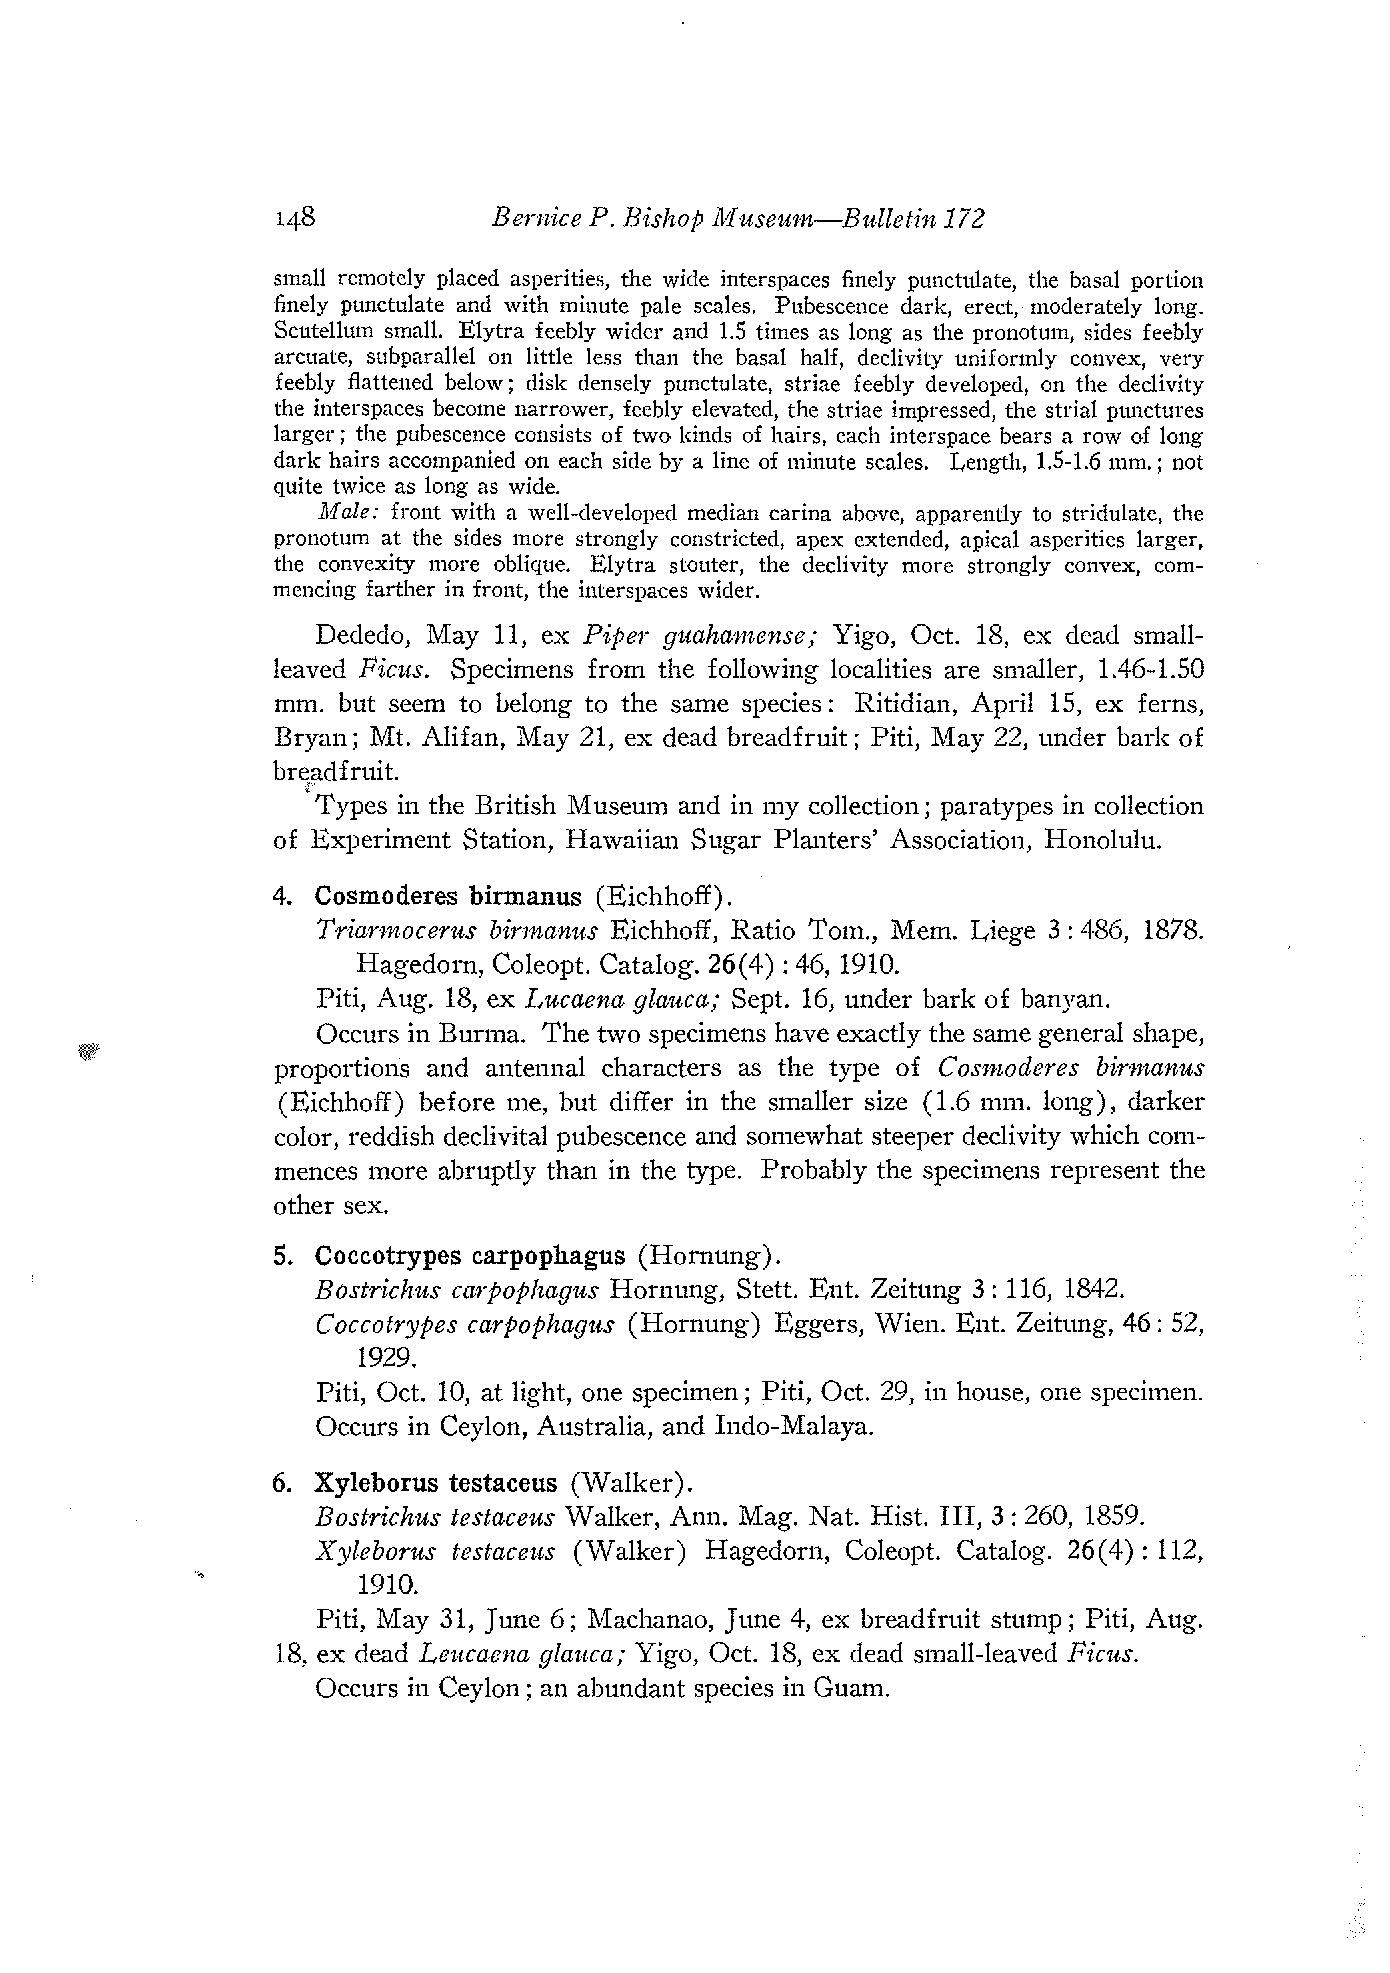 148 Bernice P. Bishop Museum—Bulletin 172
small remotely placed asperities, the wide interspaces finely punctulate, the basal portion
finely punctulate and with minute pale scales. Pubescence dark, erect, moderately long.
Scutellum small. Elytra feebly wider and 1.5 times as long as the pronotum, sides feebly
arcuate, subparallel on little less than the basal half, declivity uniformly convex, very
feebly flattened below; disk densely punctulate, striae feebly developed, on the declivity
the interspaces become narrower, feebly elevated, the striae impressed, the strial punctures
larger; the pubescence consists of two kinds of hairs, each interspace bears a row of long
dark hairs accompanied on each side by a line of minute scales. Length, 1.5-1.6 mm.; not
quite twice as long as wide.
Male: front with a well-developed median carina above, apparently to stridulate, the
pronotum at the sides more strongly constricted, apex extended, apical asperities larger,
the convexity more oblique. Elytra stouter, the declivity more strongly convex, com-
mencing farther in front, the interspaces wider.
Dededo, May 11, ex Piper guahamense; Yigo, Oct. 18, ex dead small-
leaved Ficus. Specimens from the following localities are smaller, 1.46-1.50
mm. but seem to belong to the same species: Ritidian, April 15, ex ferns,
Bryan; Mt. Alifan, May 21, ex dead breadfruit; Piti, May 22, under bark of
breadfruit.
Types in the British Museum and in my collection; paratypes in collection
of Experiment Station, Hawaiian Sugar Planters' Association, Honolulu.
4. Cosmoderes birmanus (Eichhoff).
Triarmocerus birmanus Eichhoff, Ratio Tom., Mem. Liege 3: 486, 1878.
Hagedorn, Coleopt. Catalog. 26(4) : 46, 1910.
Piti, Aug. 18, ex Lucaena glauca; Sept. 16, under bark of banyan.
Occurs in Burma. The two specimens have exactly the same general shape,
proportions and antennal characters as the type of Cosmoderes birmanus
(Eichhoff) before me, but differ in the smaller size (1.6 mm. long), darker
color, reddish declivital pubescence and somewhat steeper declivity which com-
mences more abruptly than in the type. Probably the specimens represent the
other sex.
5. Coccotrypes carpophagus (Hornung).
Bostrichus carpophagus Hornung, Stett. Ent. Zeitung 3: 116, 1842.
Coccotrypes carpophagus (Hornung) Eggers, Wien. Ent. Zeitung, 46: 52,
1929.
Piti, Oct. 10, at light, one specimen; Piti, Oct. 29, in house, one specimen.
Occurs in Ceylon, Australia, and Indo-Malaya.
6. Xyleborus testaceus (Walker).
Bostrichus testaceus Walker, Ann. Mag. Nat. Hist. III, 3: 260, 1859.
Xyleborus testaceus (Walker) Hagedorn, Coleopt. Catalog. 26(4): 112,
1910.
Piti, May 31, June 6; Machanao, June 4, ex breadfruit stump; Piti, Aug.
18, ex dead Leucaena glauca; Yigo, Oct. 18, ex dead small-leaved Ficus.
Occurs in Ceylon; an abundant species in Guam.